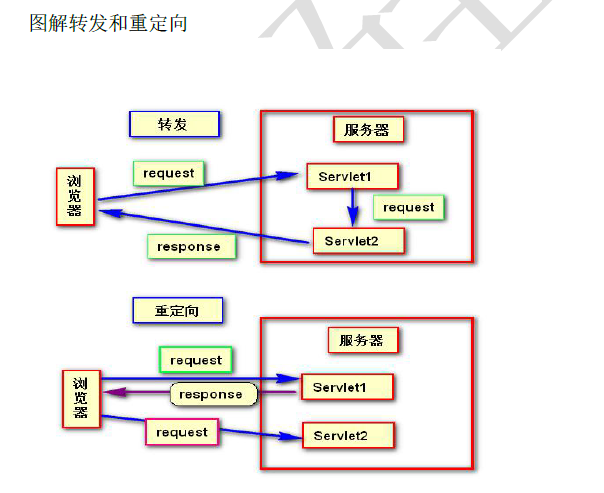 图解转发和重定向
转发
服务器
浏览器
request
Servlet1
request
response
Servlet2
重定向
服务器
request
浏览器
response
Servlet1
request
Servlet2